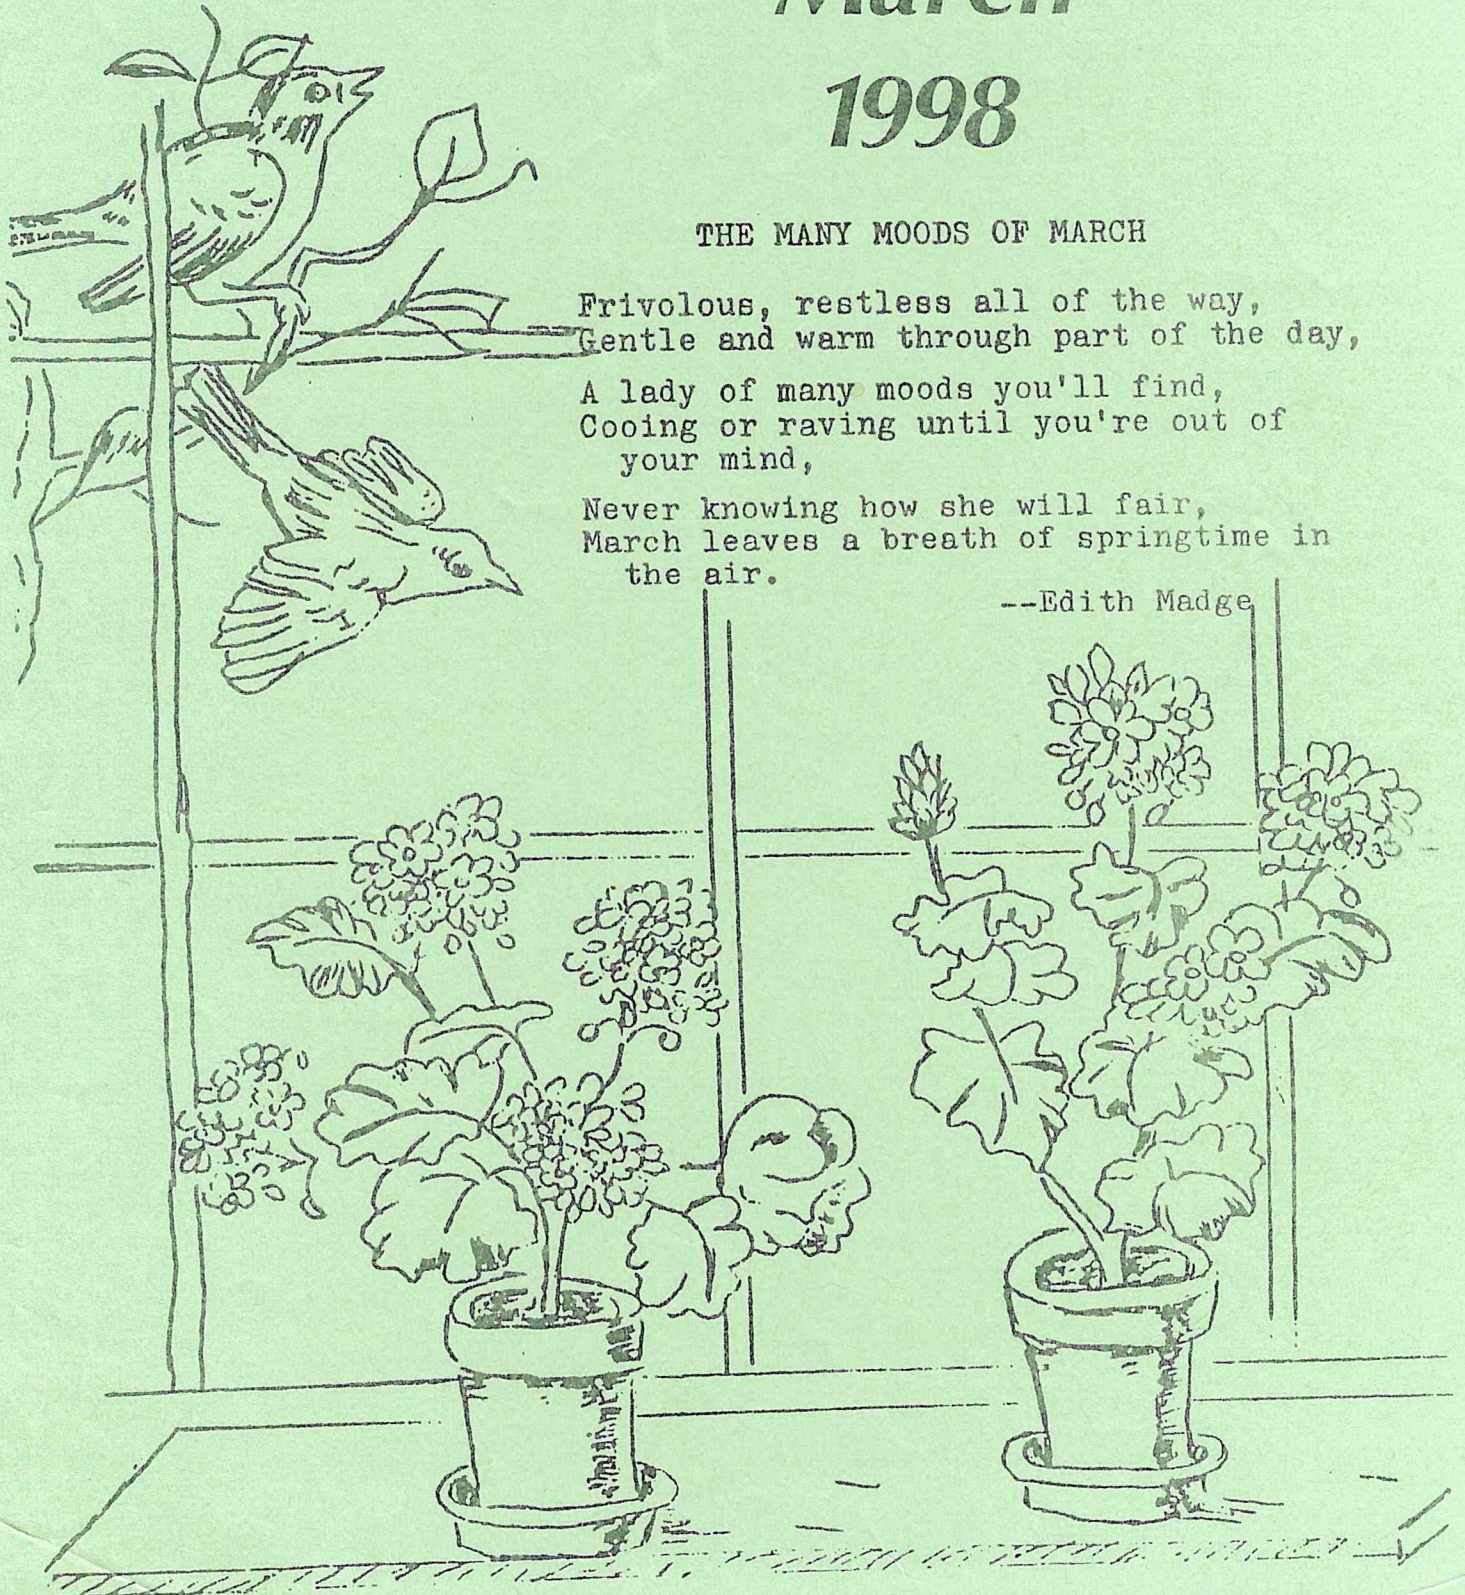 March
1998
THE MANY MOODS OF MARCH
Frivolous, restless all of the way,
Gentle and warm through part of the day,
A lady of many moods you'll find,
Cooing or raving until you're out of
your mind,
Never knowing how she will fair,
March leaves a breath of springtime in
the air.
--Edith Madge